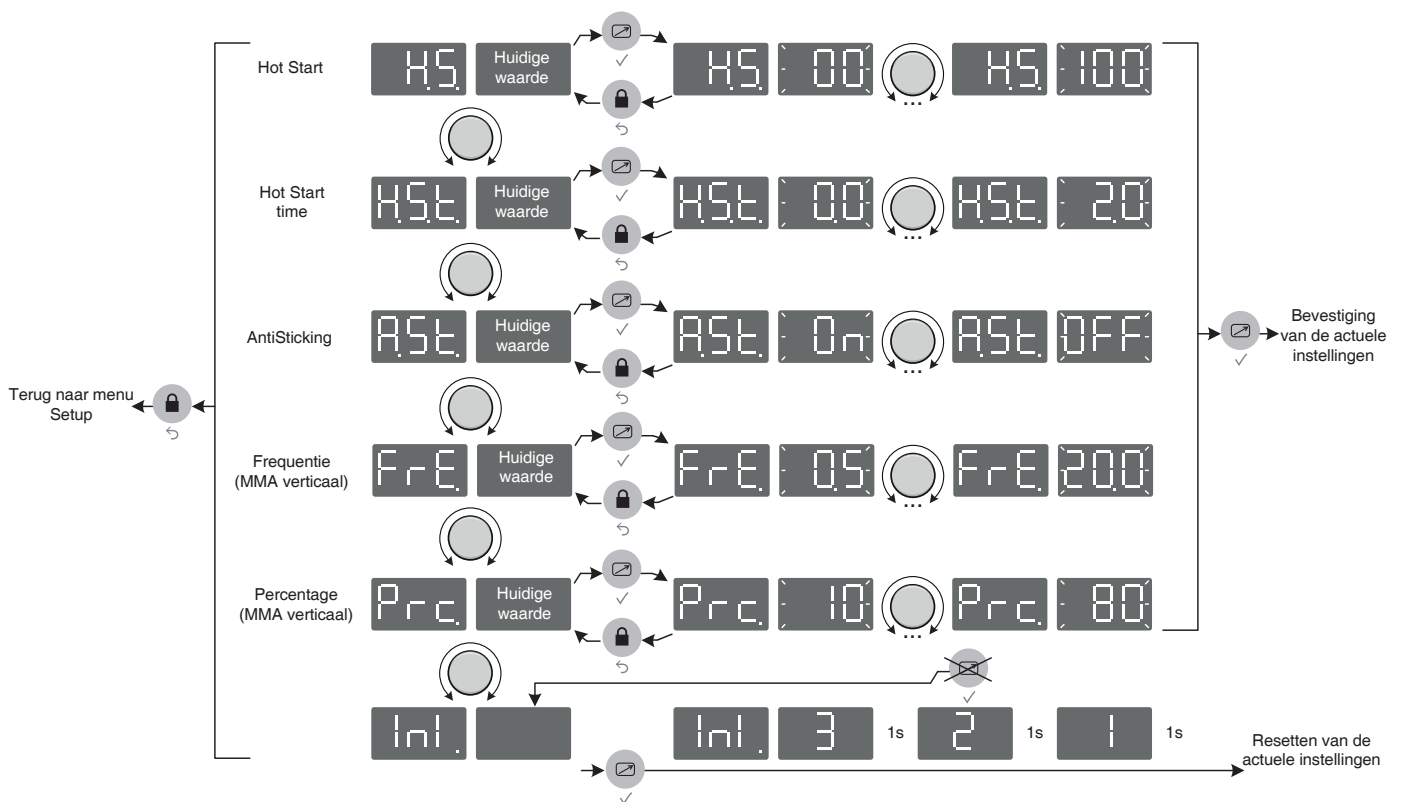 Hot Start
H.S.
Huidige
waarde
H.S.
00
...
H.S.
100
Hot Start
time
H.S.t.
Huidige
waarde
H.S.t.
0.0
...
H.S.t.
2.0
AntiSticking
A.St.
Huidige
waarde
A.St.
On
...
A.St.
OFF
Bevestiging
van de actuele
instellingen
Terug naar menu
Setup
Frequentie
(MMA verticaal)
FrE.
Huidige
waarde
FrE.
0.5
...
FrE.
20.0
Percentage
(MMA verticaal)
Prc.
Huidige
waarde
Prc.
10
...
Prc.
80
InI.
InI.
3
1s
2
1s
1
1s
Resetten van de
actuele instellingen